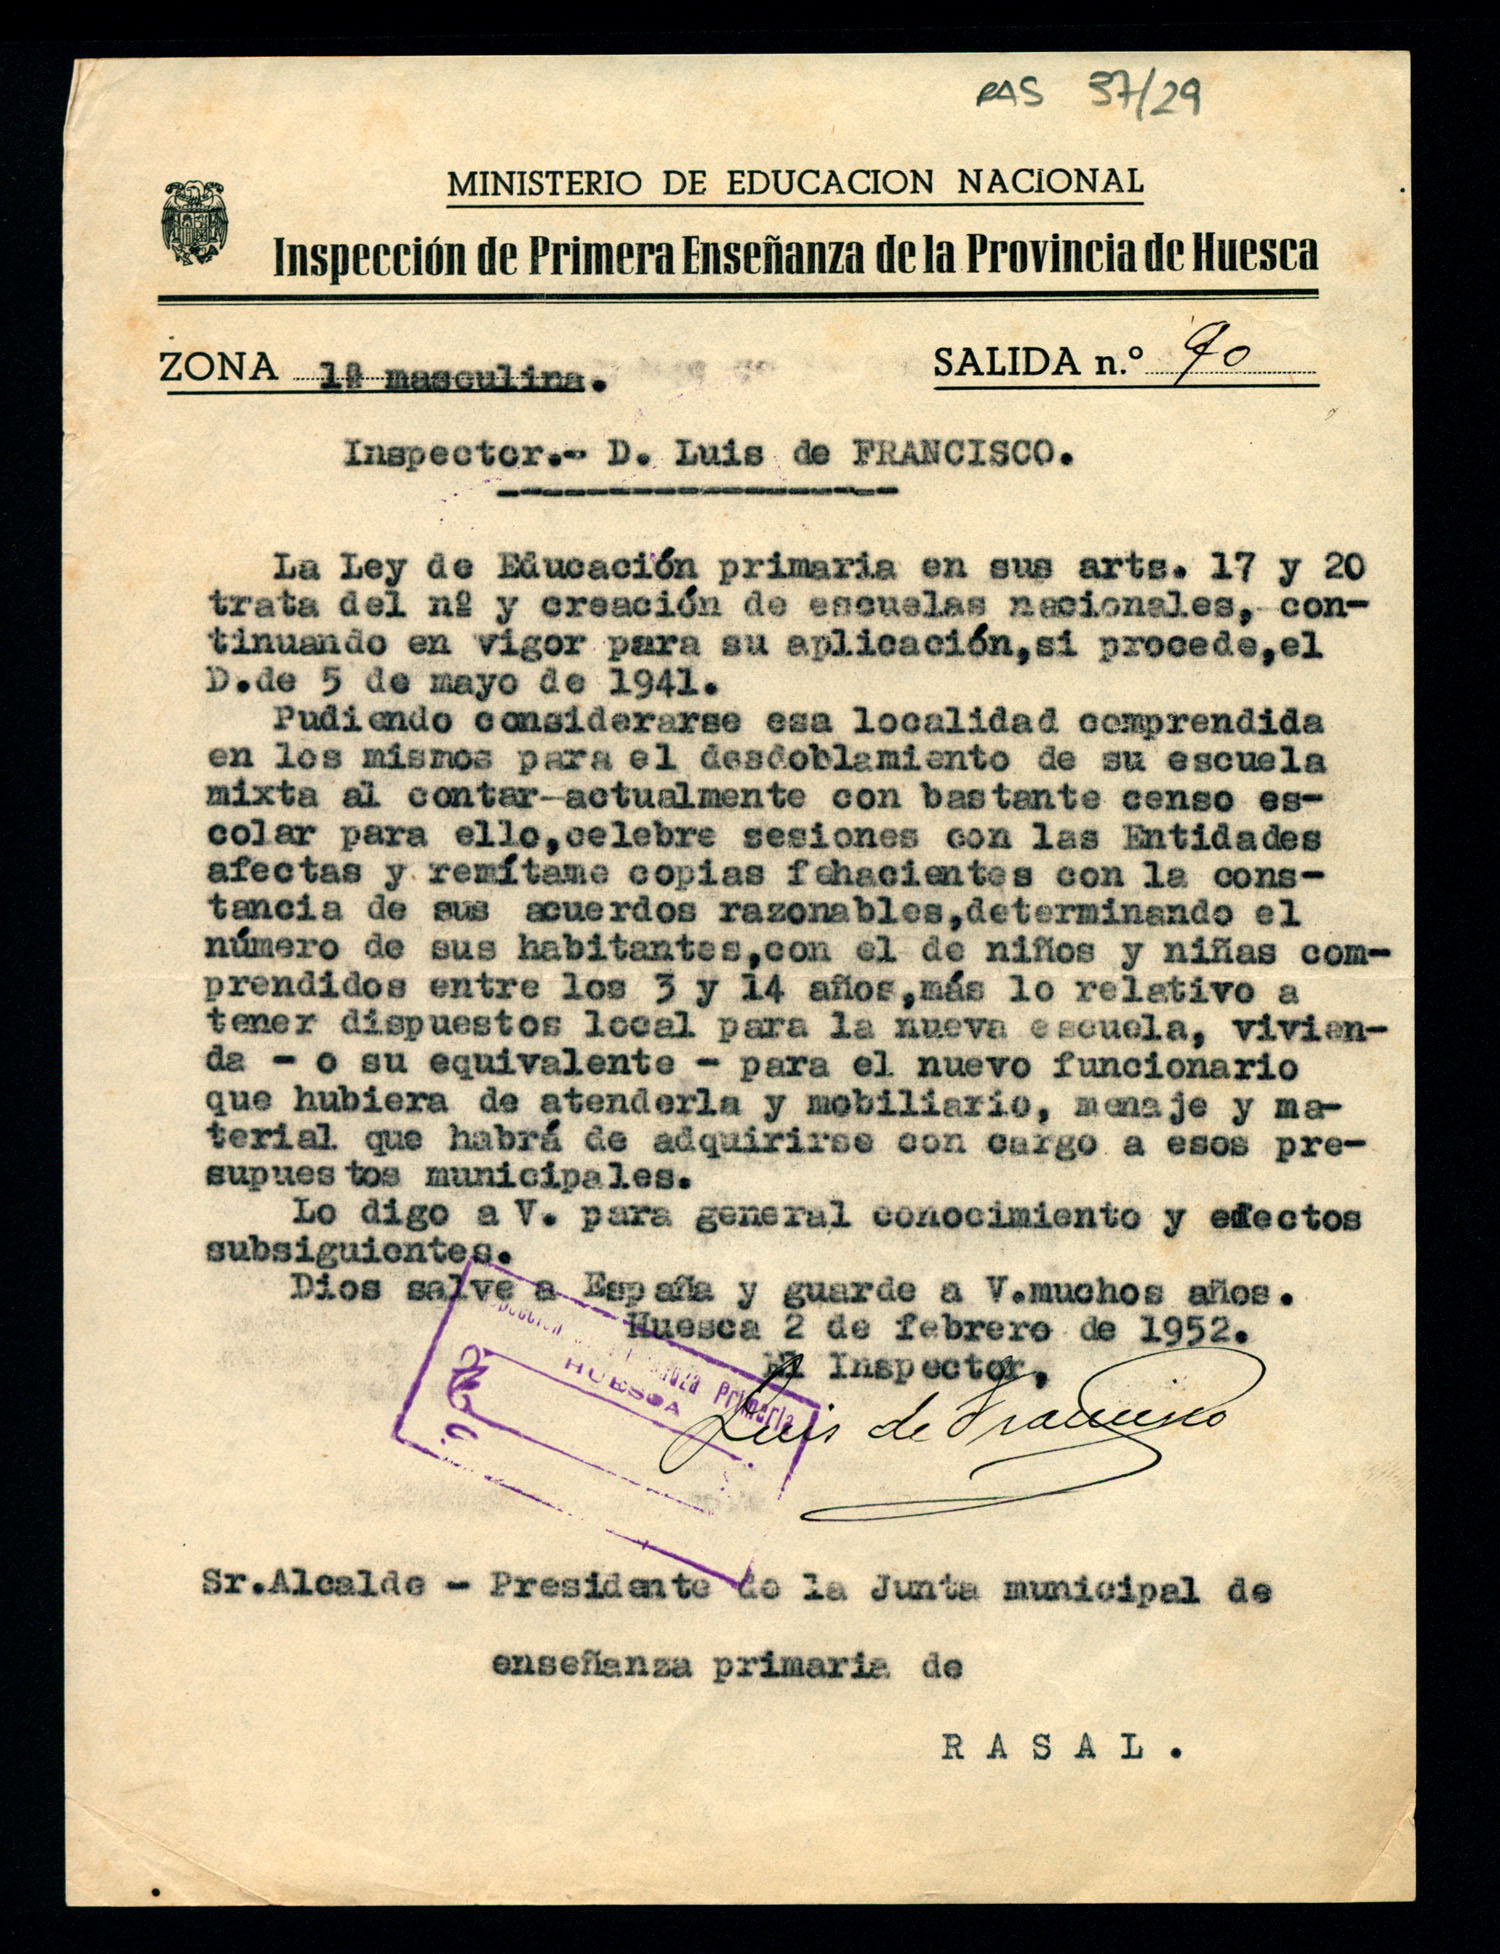 RAS 37/29
MINISTERIO DE EDUCACION NACIONAL
Inspección de Primera Enseñanza de la Provincia de Huesca
ZONA 1ª masculina.
SALIDA n.º 90
Inspector.- D. Luis de FRANCISCO.
La Ley de Educación primaria en sus arts. 17 y 20
trata del nº y creación de escuelas nacionales, con-
tinuando en vigor para su aplicación,si procede,el
D.de 5 de mayo de 1941.
Pudiendo considerarse esa localidad comprendida
en los mismos para el desdoblamiento de su escuela
mixta al contar-actualmente con bastante censo es-
colar para ello,celebre sesiones con las Entidades
afectas y remítame copias fehacientes con la cons-
tancia de sus acuerdos razonables,determinando el
número de sus habitantes,con el de niños y niñas com-
prendidos entre los 3 y 14 años,más lo relativo a
tener dispuestos local para la nueva escuela, vivien-
da - o su equivalente - para el nuevo funcionario
que hubiera de atenderla y mobiliario, menaje y ma-
terial que habrá de adquirirse con cargo a esos pre-
supuestos municipales.
Lo digo a V. para general conocimiento y efectos
subsiguientes.
Dios salve a España y guarde a V.muchos años.
Huesca 2 de febrero de 1952.
El Inspector,
Primaria
HUESCA
Luis de Francisco
Sr.Alcalde - Presidente de la Junta municipal de
enseñanza primaria de
RASAL.